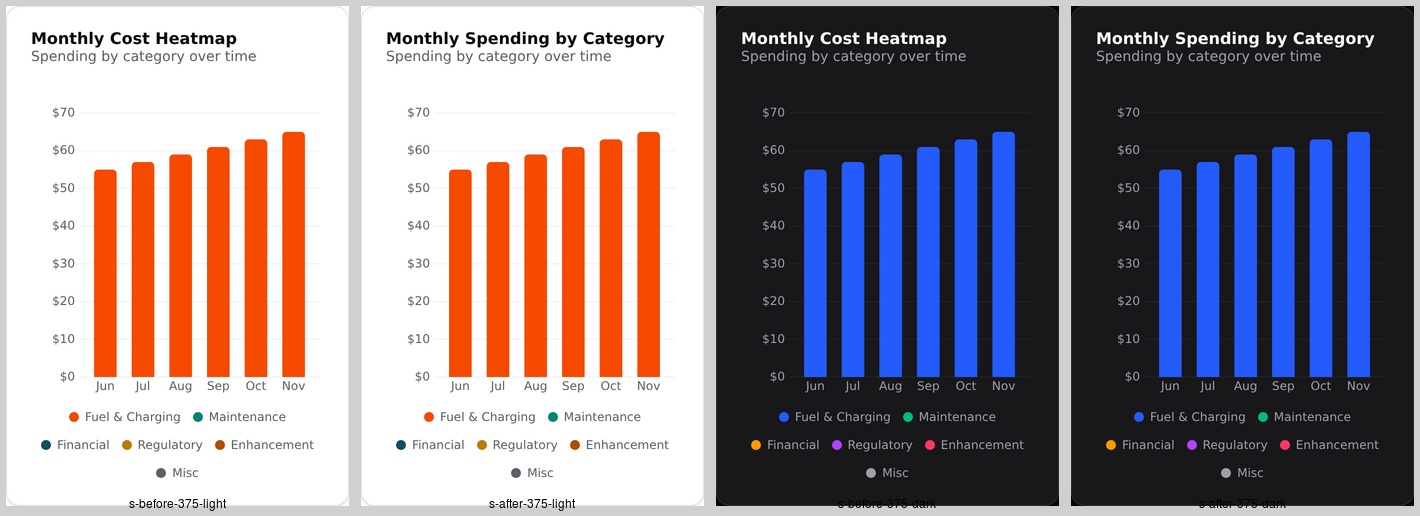 Monthly Cost Heatmap
Spending by category over time
$70
$60
$50
$40
$30
$20
$10
$0
Jun Jul Aug Sep Oct Nov
Fuel & Charging Maintenance
Financial Regulatory Enhancement
Misc
s-before-375-light
Monthly Spending by Category
Spending by category over time
$70
$60
$50
$40
$30
$20
$10
$0
Jun Jul Aug Sep Oct Nov
Fuel & Charging Maintenance
Financial Regulatory Enhancement
Misc
s-after-375-light
Monthly Cost Heatmap
Spending by category over time
$70
$60
$50
$40
$30
$20
$10
$0
Jun Jul Aug Sep Oct Nov
Fuel & Charging Maintenance
Financial Regulatory Enhancement
Misc
s-before-375-dark
Monthly Spending by Category
Spending by category over time
$70
$60
$50
$40
$30
$20
$10
$0
Jun Jul Aug Sep Oct Nov
Fuel & Charging Maintenance
Financial Regulatory Enhancement
Misc
s-after-375-dark